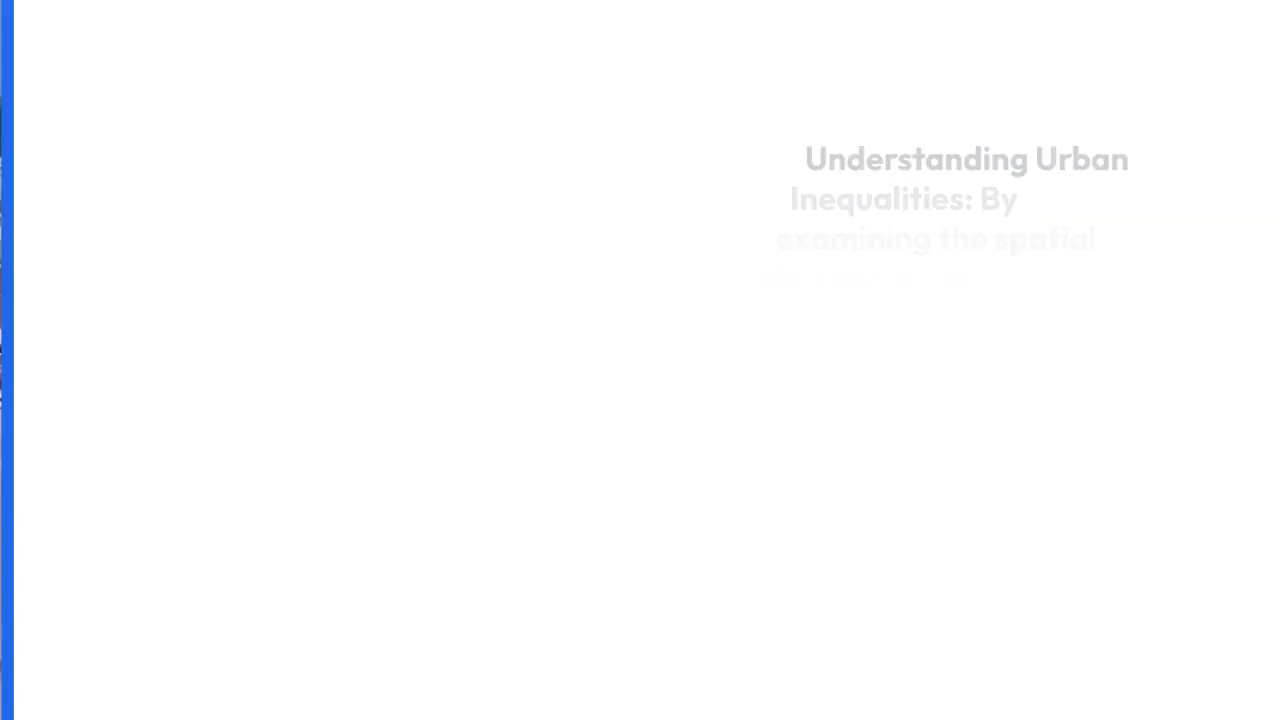 Understanding Urban
Inequalities: By
examining the spatial